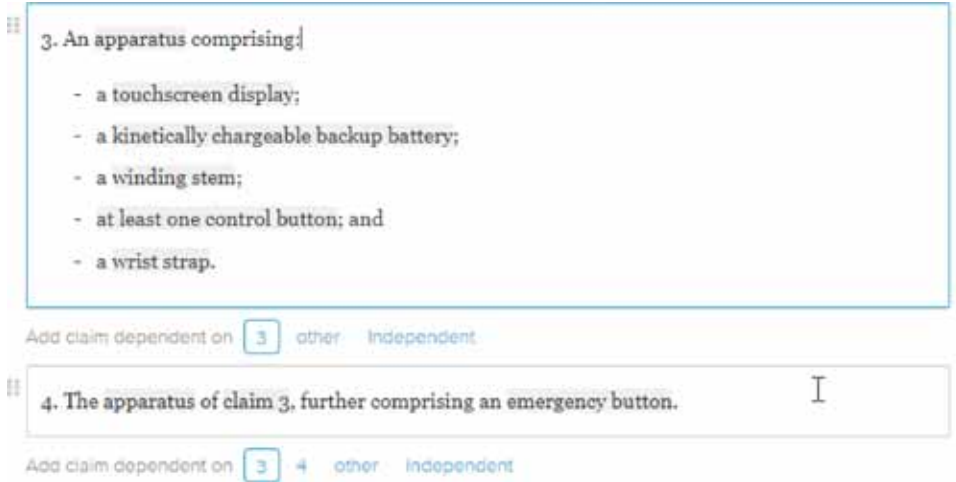 3. An apparatus comprising:
- a touchscreen display;
- a kinetically chargeable backup battery;
- a winding stem;
- at least one control button; and
- a wrist strap.
Add claim dependent on 3 other Independent
4. The apparatus of claim 3, further comprising an emergency button.
Add claim dependent on 3 4 other Independent